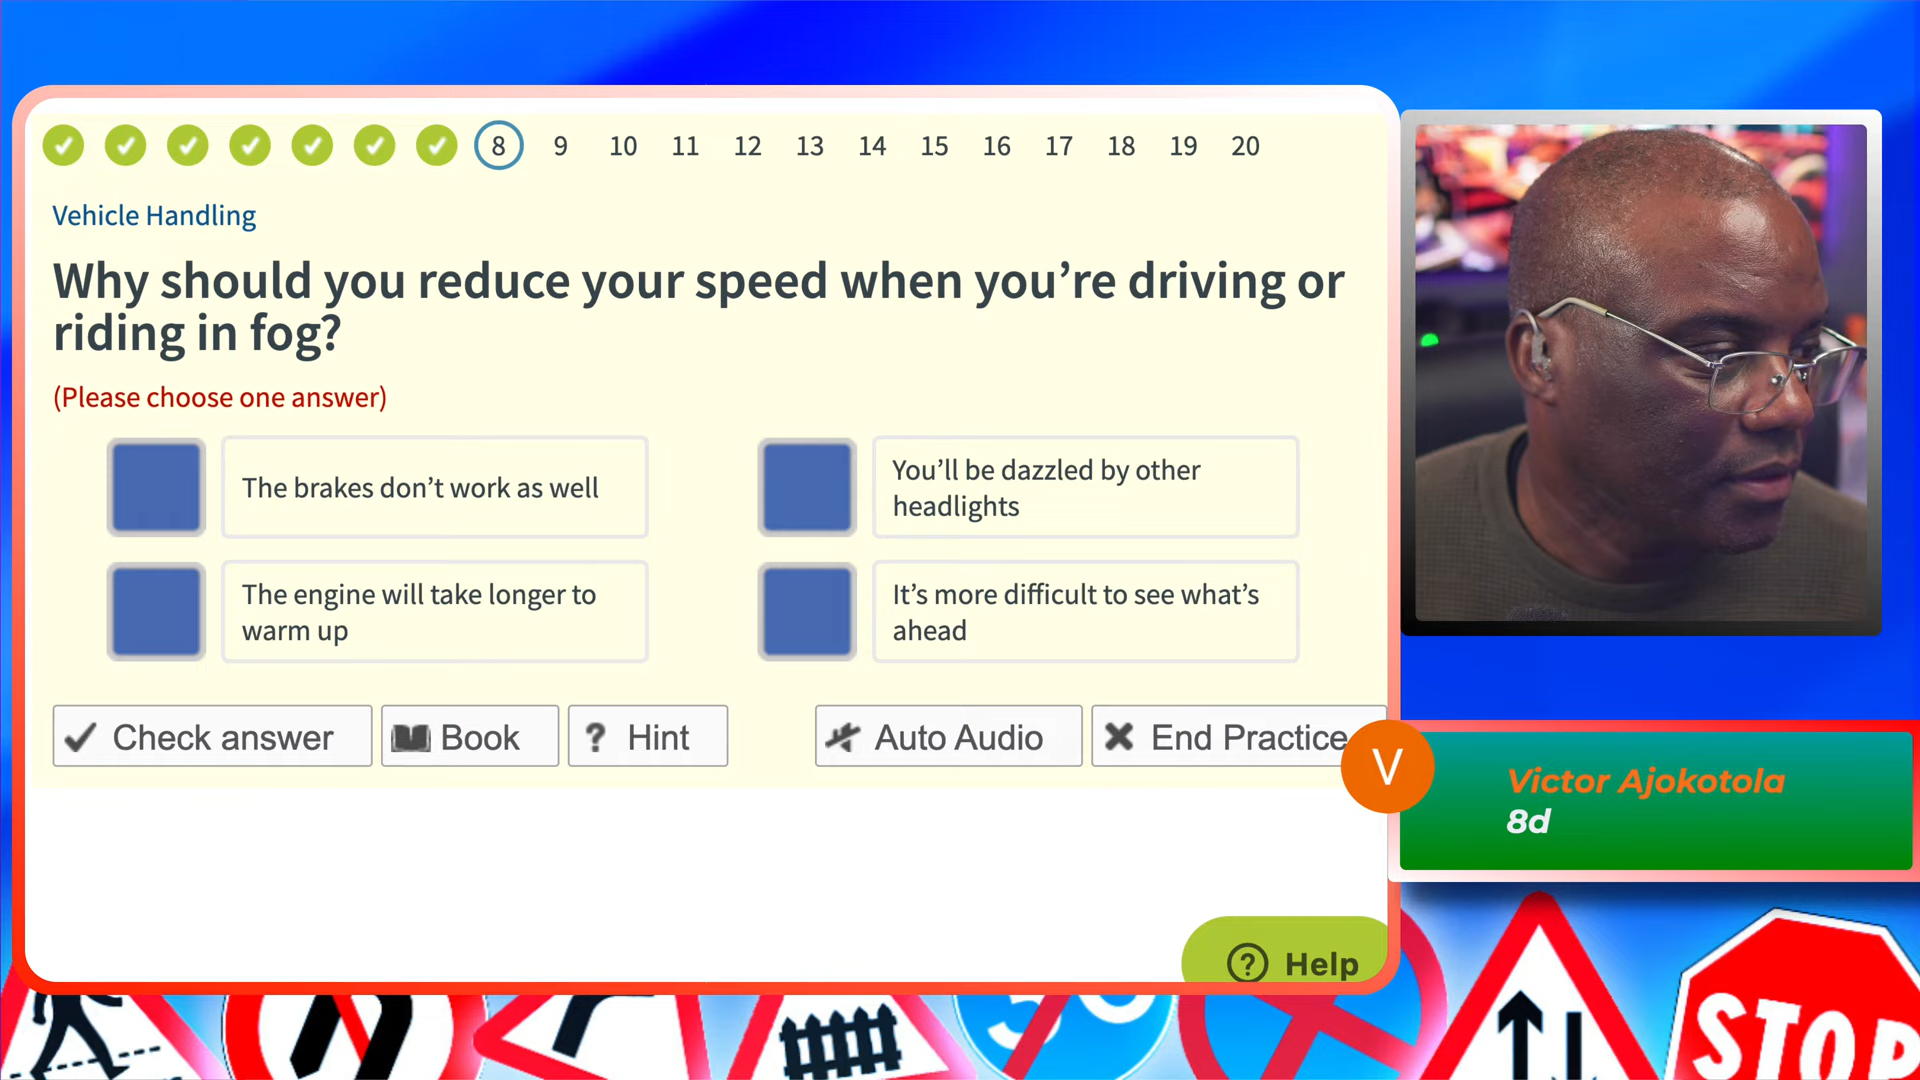 8 9 10 11 12 13 14 15 16 17 18 19 20
Vehicle Handling
Why should you reduce your speed when you’re driving or
riding in fog?
(Please choose one answer)
The brakes don’t work as well
You’ll be dazzled by other
headlights
The engine will take longer to
warm up
It’s more difficult to see what’s
ahead
Check answer
Book
? Hint
Auto Audio
End Practice
V
Victor Ajokotola
8d
? Help
STOP